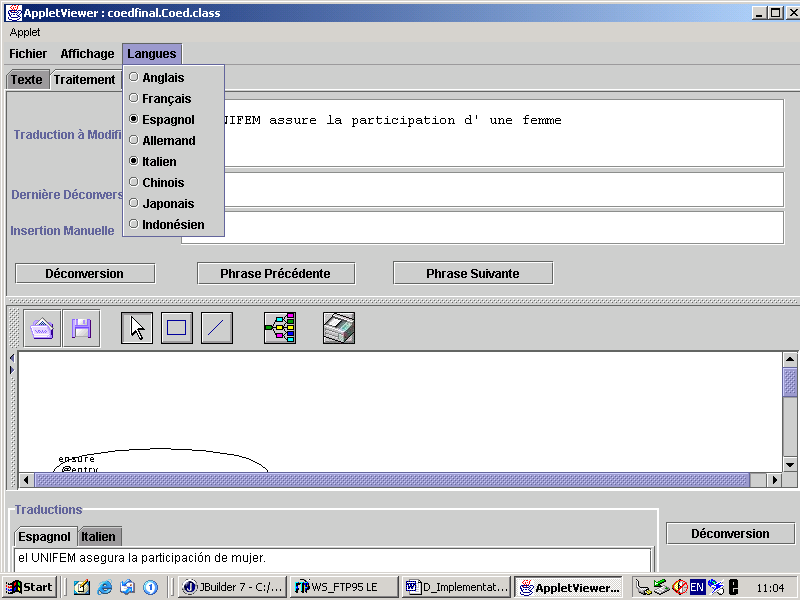 AppletViewer : coedfinal.Coed.class
Applet
Fichier Affichage Langues
Texte Traitement
Anglais
Français
Espagnol
Allemand
Italien
Chinois
Japonais
Indonésien
Traduction à Modifi
UNIFEM assure la participation d' une femme
Dernière Déconvers
Insertion Manuelle
Déconversion Phrase Précédente Phrase Suivante
ensure
@entry
Traductions
Espagnol Italien
Déconversion
el UNIFEM asegura la participación de mujer.
Start JBuilder 7 - C:/... WS_FTP95 LE D_Implementat... AppletViewer... EN 11:04